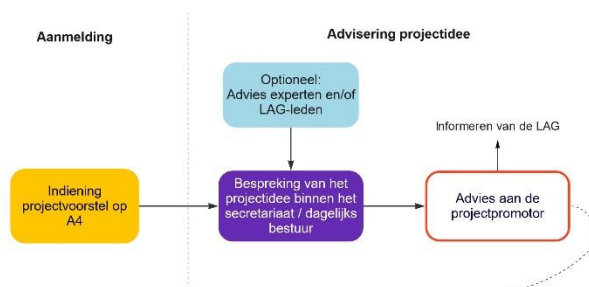 Aanmelding
Advisering projectidee
Optioneel:
Advies experten en/of
LAG-leden
Informeren van de LAG
Indiening
projectvoorstel op
A4
Bespreking van het
projectidee binnen het
secretariaat / dagelijks
bestuur
Advies aan de
projectpromotor